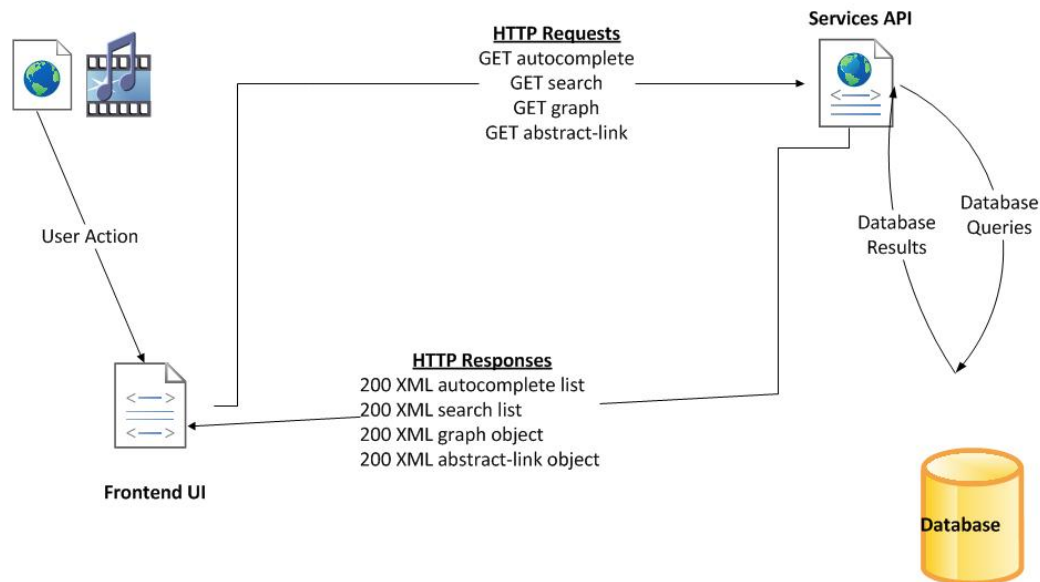 Services API
HTTP Requests
GET autocomplete
GET search
GET graph
GET abstract-link
User Action
Database
Results
Database
Queries
HTTP Responses
200 XML autocomplete list
200 XML search list
200 XML graph object
200 XML abstract-link object
Frontend UI
Database